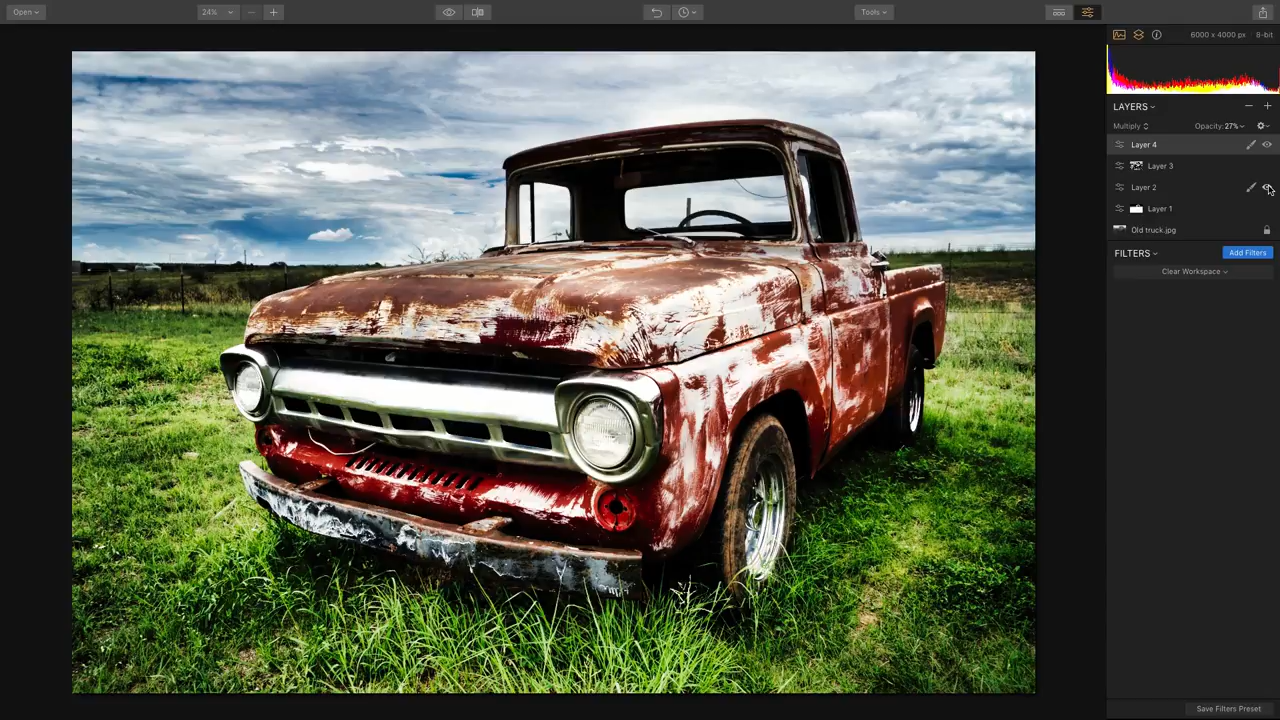 Open
24%
Tools
6000 x 4000 px
8-bit
LAYERS
Multiply
Opacity: 27%
Layer 4
Layer 3
Layer 2
Layer 1
Old truck.jpg
FILTERS
Add Filters
Clear Workspace
Save Filters Preset